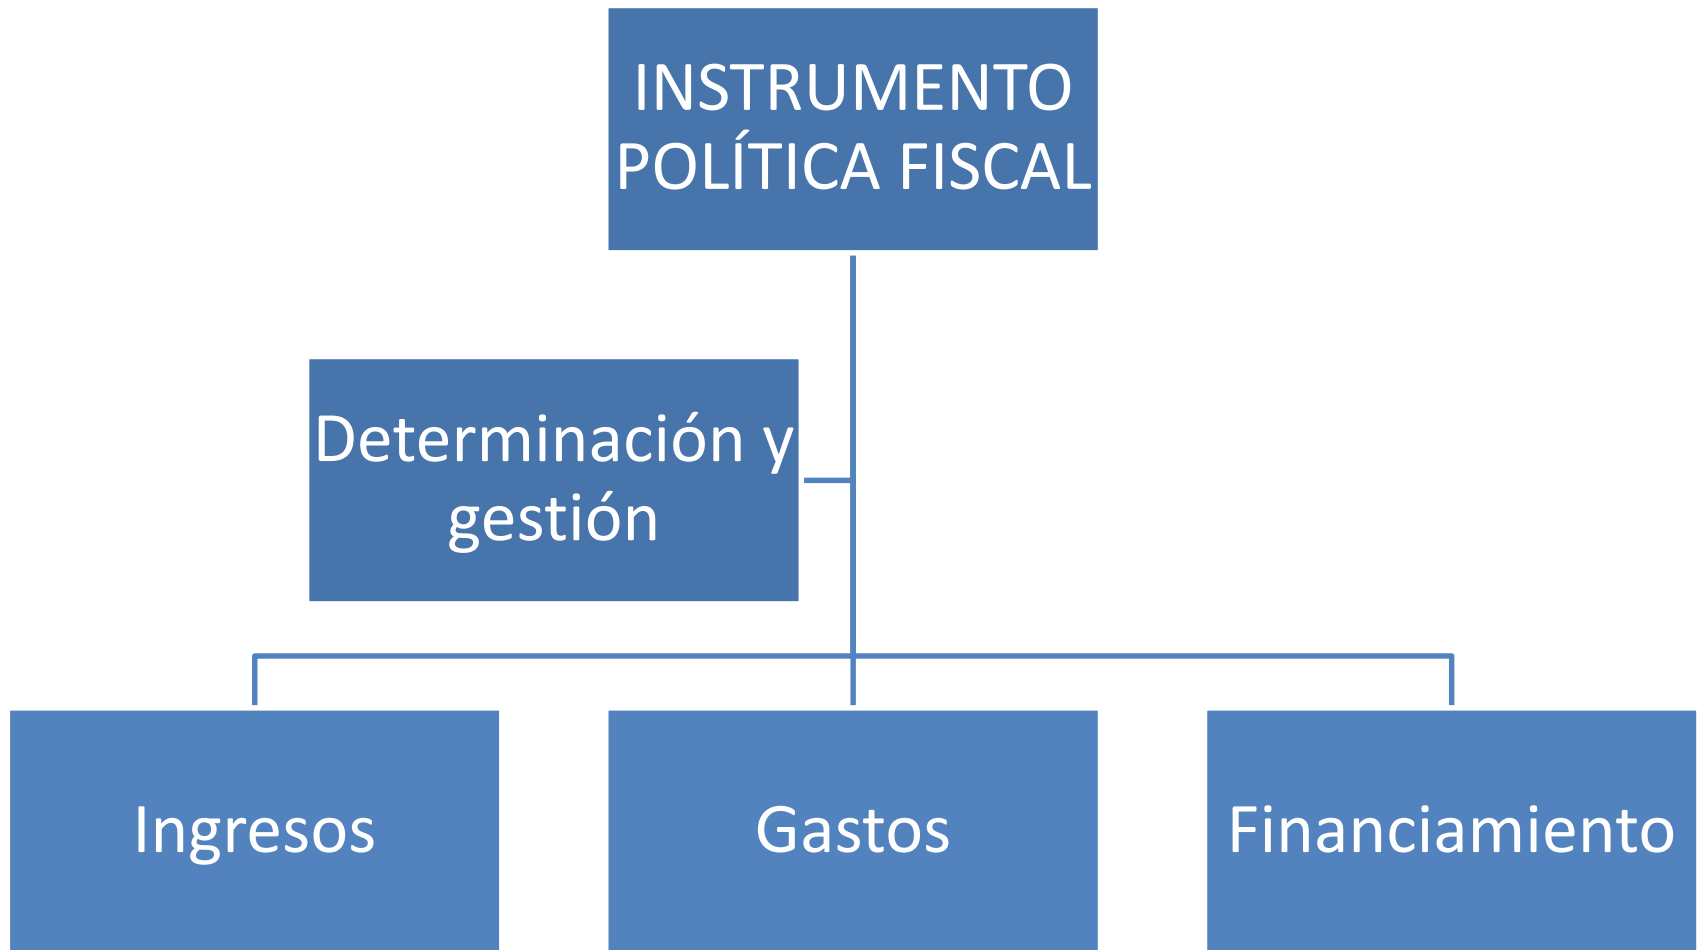 INSTRUMENTO
POLÍTICA FISCAL
Determinación y
gestión
Ingresos
Gastos
Financiamiento